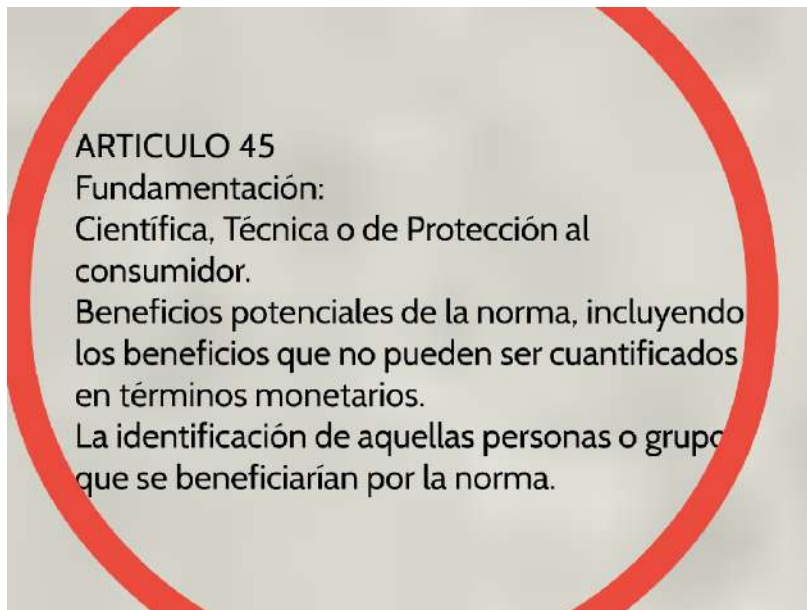 ARTICULO 45
Fundamentación:
Científica, Técnica o de Protección al
consumidor.
Beneficios potenciales de la norma, incluyendo
los beneficios que no pueden ser cuantificados
en términos monetarios.
La identificación de aquellas personas o grupo
que se beneficiarían por la norma.